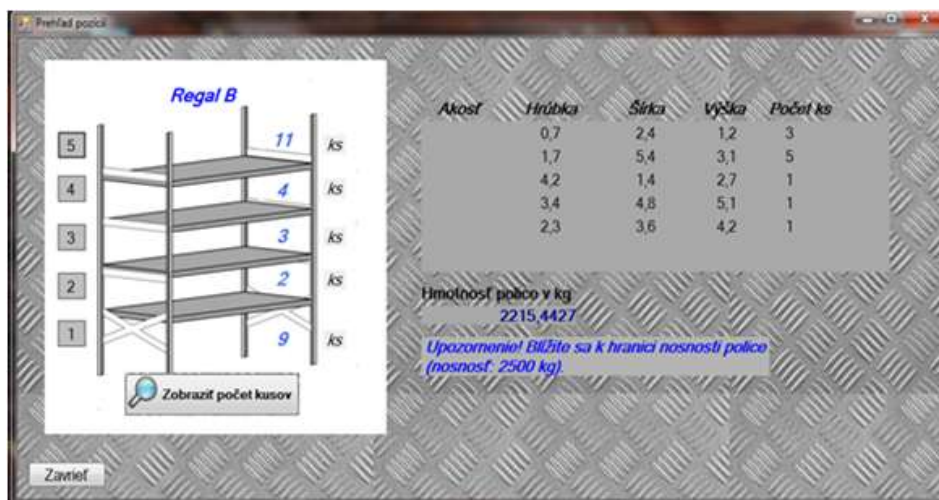 Prehľad pozícií
Regal B
5 11 ks
4 4 ks
3 3 ks
2 2 ks
1 9 ks
Zobraziť počet kusov
Akosť Hrúbka Šírka Výška Počet ks
0,7 2,4 1,2 3
1,7 5,4 3,1 5
4,2 1,4 2,7 1
3,4 4,8 5,1 1
2,3 3,6 4,2 1
Hmotnosť police v kg
2215,4427
Upozornenie! Blížite sa k hranici nosnosti police
(nosnosť: 2500 kg).
Zavrieť